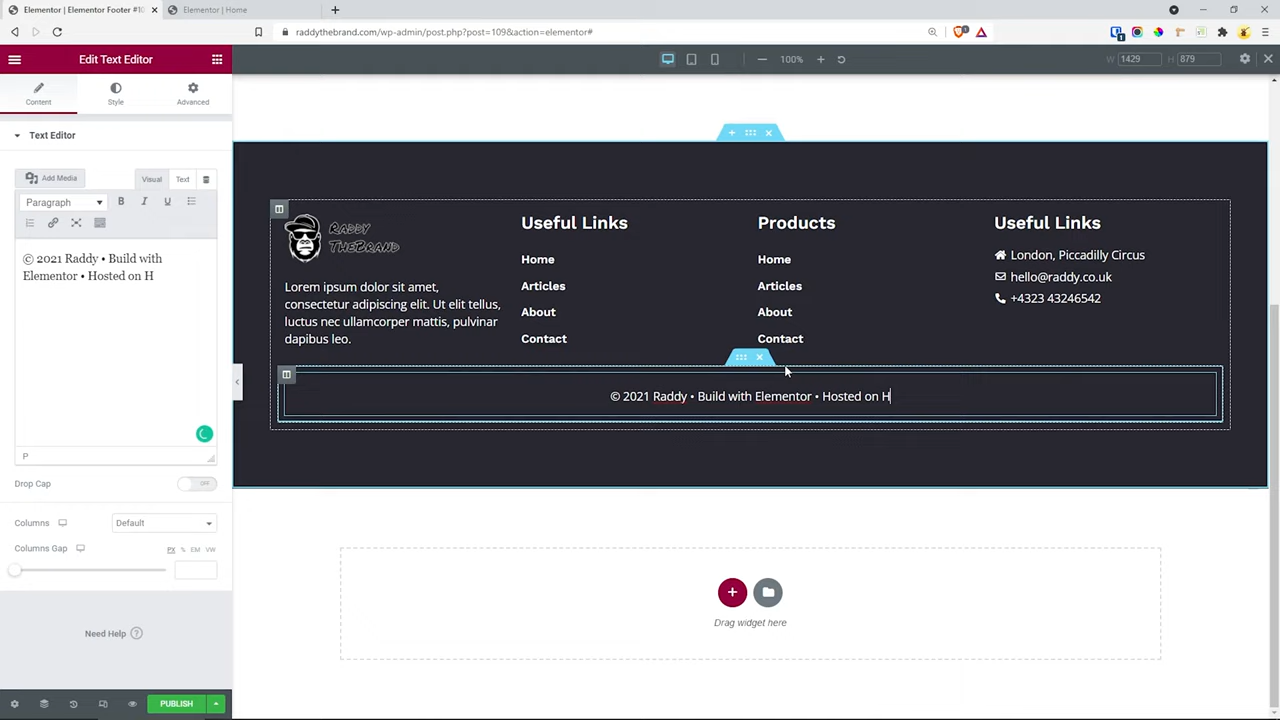 Elementor | Elementor Footer #10
Elementor | Home
raddythebrand.com/wp-admin/post.php?post=109&action=elementor#
Edit Text Editor
100%
W 1429 H 879
Content
Style
Advanced
Text Editor
Add Media
Visual
Text
Paragraph
B I U
© 2021 Raddy • Build with
Elementor • Hosted on H
P
Drop Cap
OFF
Columns
Default
Columns Gap
PX % EM VW
Need Help
PUBLISH
RADDY
THEBRAND
Lorem ipsum dolor sit amet,
consectetur adipiscing elit. Ut elit tellus,
luctus nec ullamcorper mattis, pulvinar
dapibus leo.
Useful Links
Home
Articles
About
Contact
Products
Home
Articles
About
Contact
Useful Links
London, Piccadilly Circus
hello@raddy.co.uk
+4323 43246542
© 2021 Raddy • Build with Elementor • Hosted on H
Drag widget here